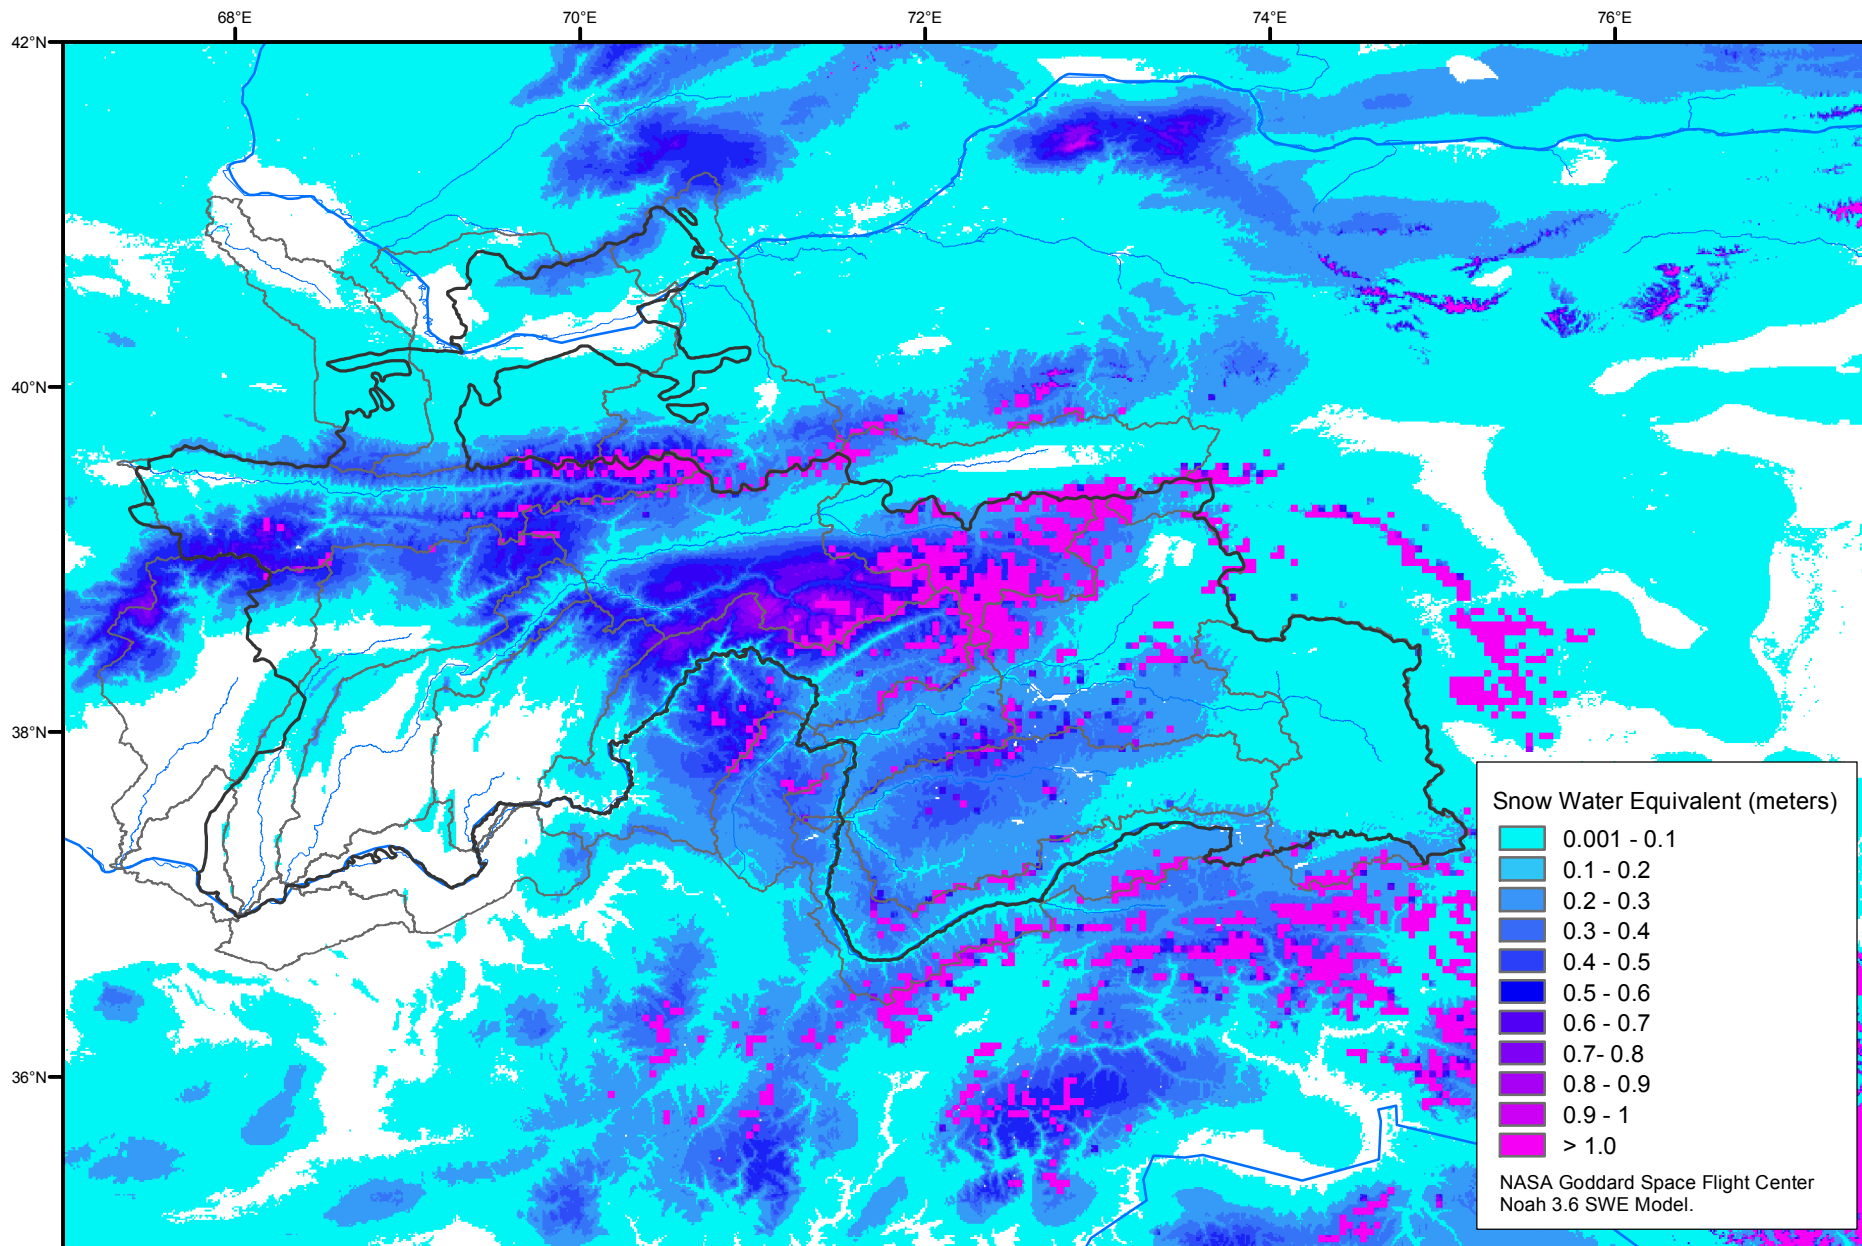 68°E
70°E
72°E
74°E
76°E
42°N
40°N
38°N
36°N
Snow Water Equivalent (meters)
0.001 - 0.1
0.1 - 0.2
0.2 - 0.3
0.3 - 0.4
0.4 - 0.5
0.5 - 0.6
0.6 - 0.7
0.7- 0.8
0.8 - 0.9
0.9 - 1
> 1.0
NASA Goddard Space Flight Center
Noah 3.6 SWE Model.